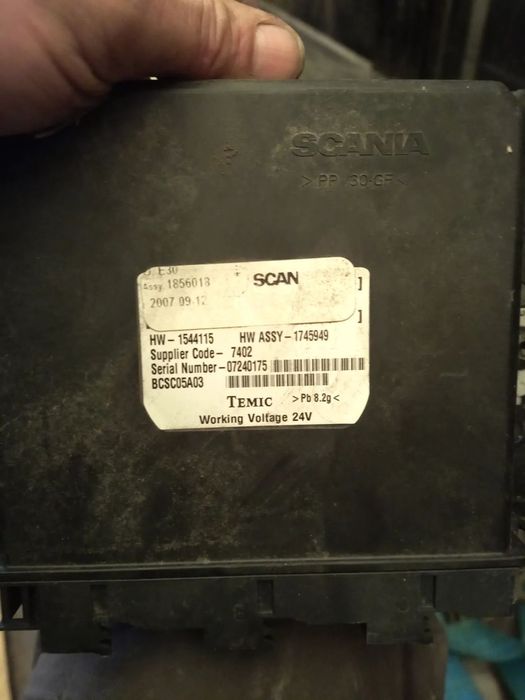 SCANIA
>PP /30-GF<
E30
Assy 1856018 SCAN
2007 09 12
HW- 1544115 HW ASSY-1745949
Supplier Code- 7402
Serial Number-07240175
BCSC05A03
TEMIC >Pb 8.2g<
Working Voltage 24V